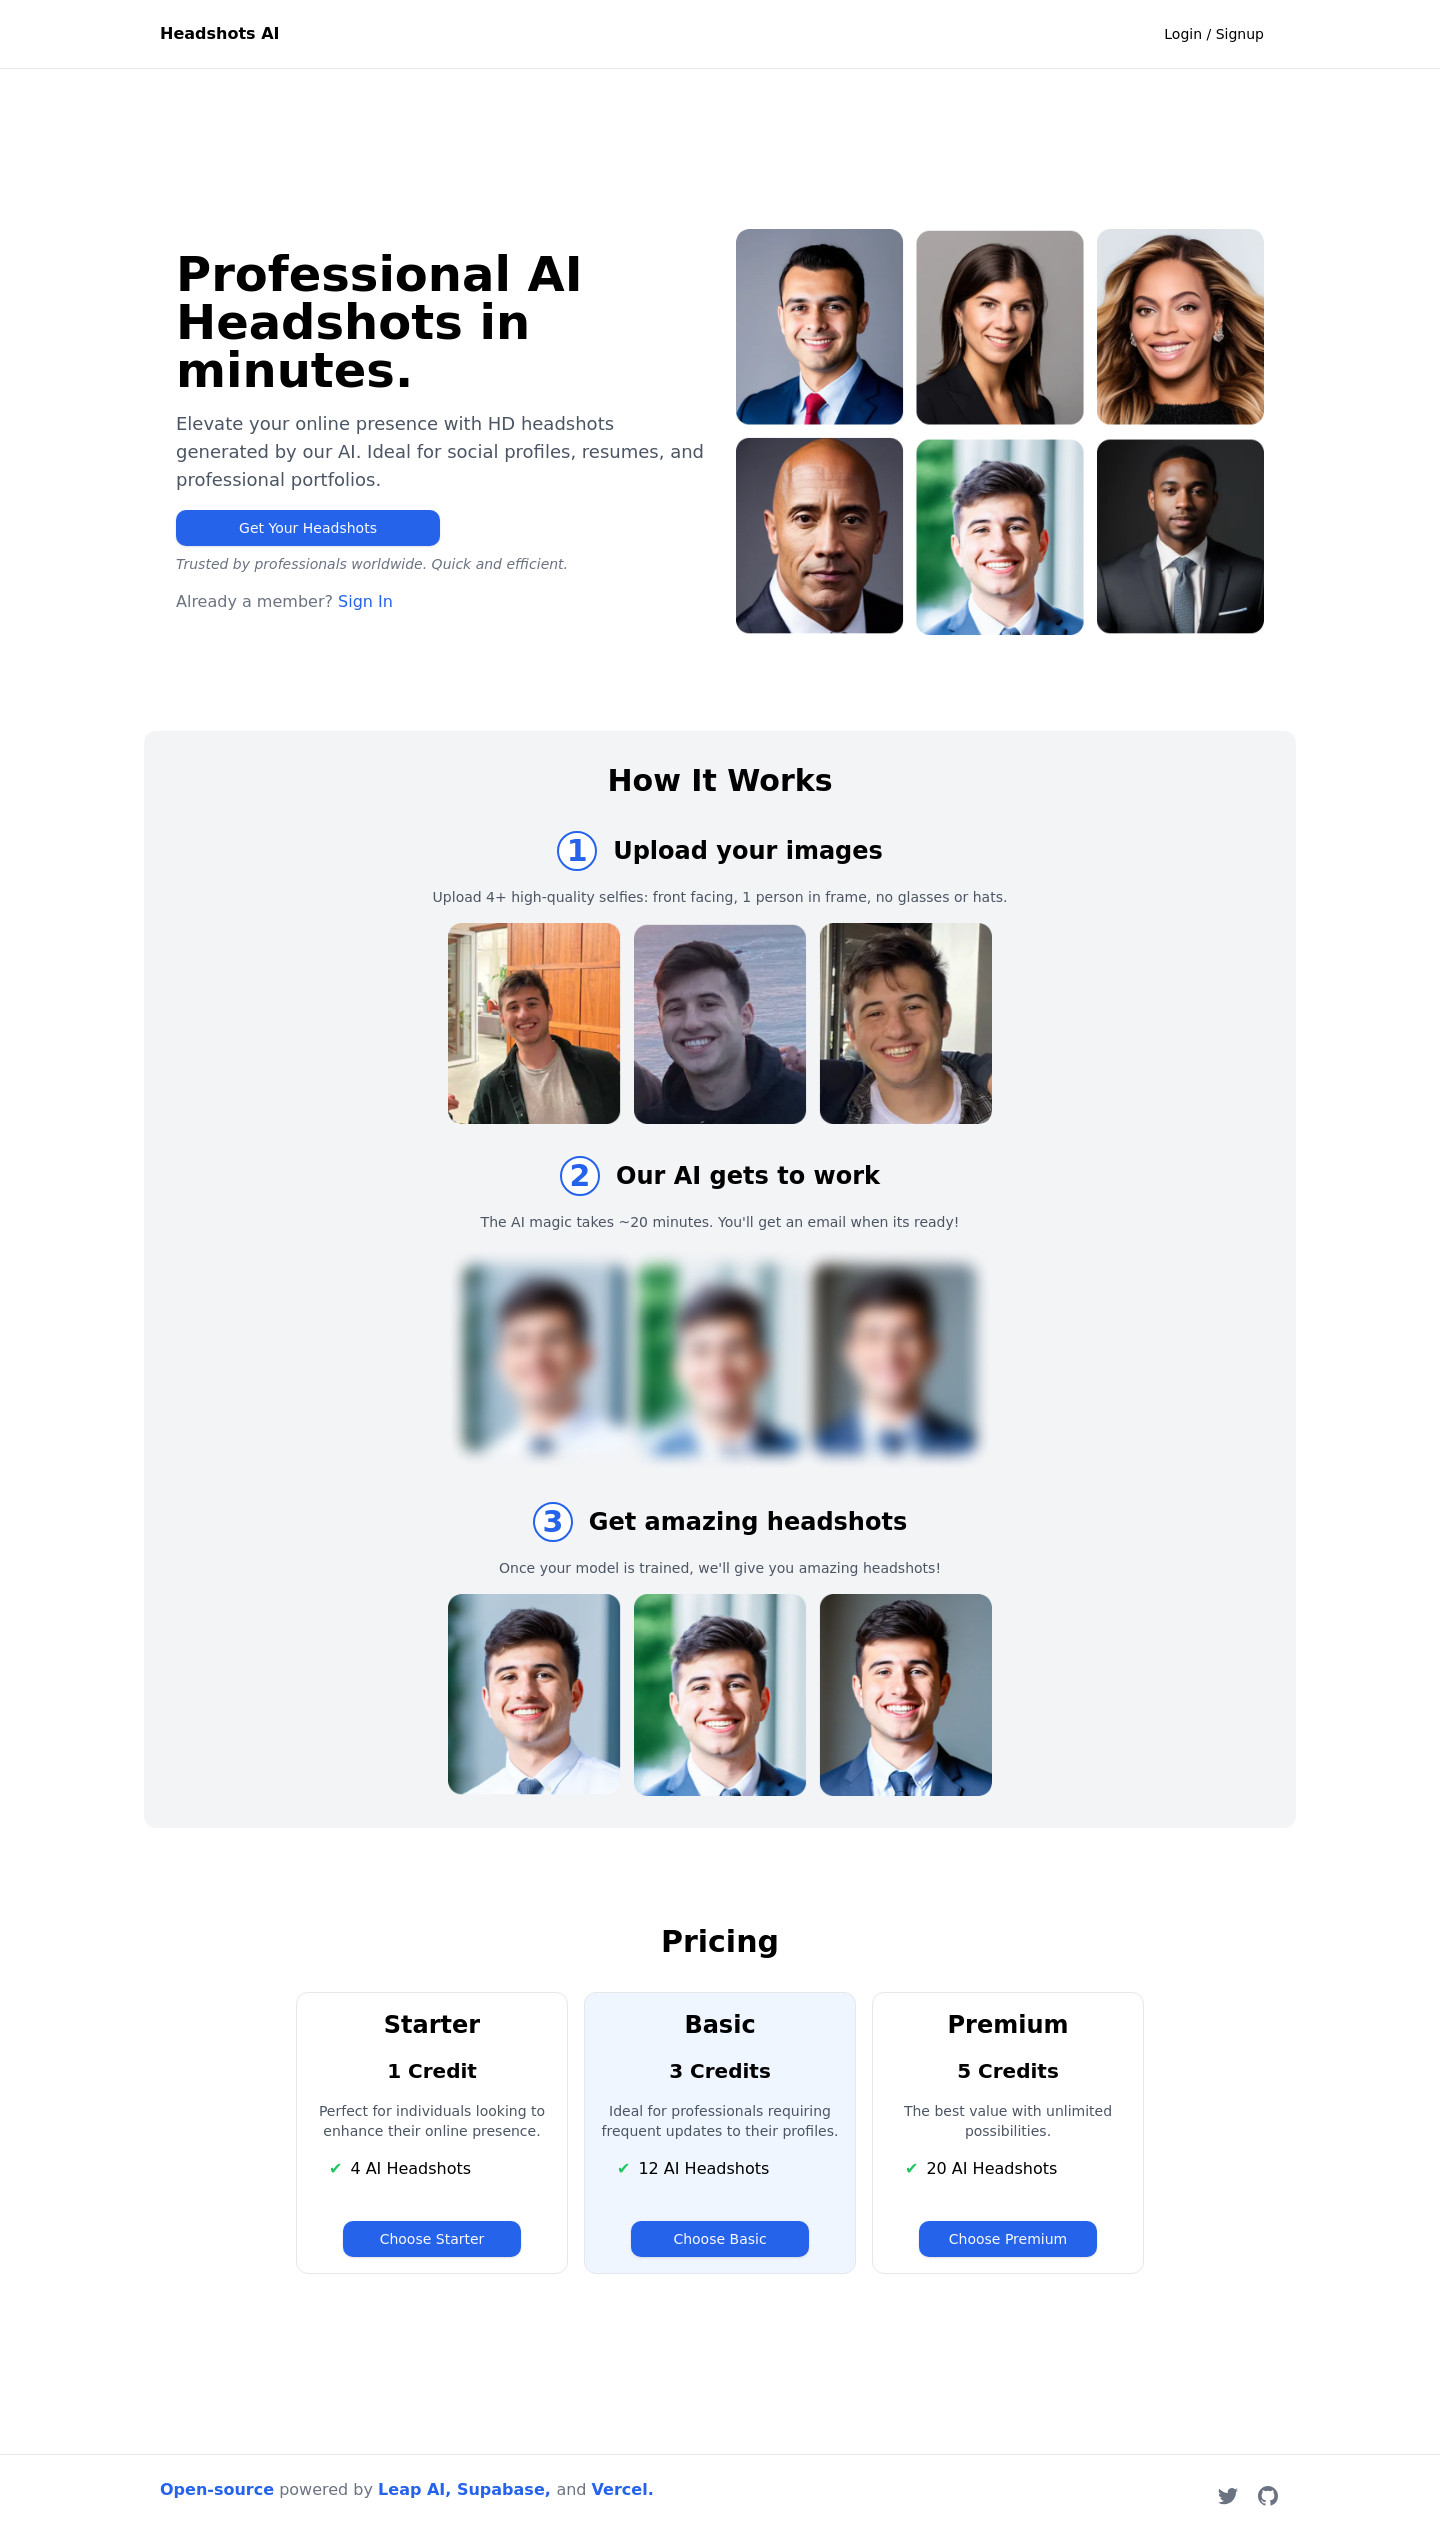 Headshots AI
Login / Signup
Professional AI
Headshots in
minutes.
Elevate your online presence with HD headshots
generated by our AI. Ideal for social profiles, resumes, and
professional portfolios.
Get Your Headshots
Trusted by professionals worldwide. Quick and efficient.
Already a member? Sign In
How It Works
1 Upload your images
Upload 4+ high-quality selfies: front facing, 1 person in frame, no glasses or hats.
2 Our AI gets to work
The AI magic takes ~20 minutes. You'll get an email when its ready!
3 Get amazing headshots
Once your model is trained, we'll give you amazing headshots!
Pricing
Starter
1 Credit
Perfect for individuals looking to
enhance their online presence.
✔ 4 AI Headshots
Choose Starter
Basic
3 Credits
Ideal for professionals requiring
frequent updates to their profiles.
✔ 12 AI Headshots
Choose Basic
Premium
5 Credits
The best value with unlimited
possibilities.
✔ 20 AI Headshots
Choose Premium
Open-source powered by Leap AI, Supabase, and Vercel.